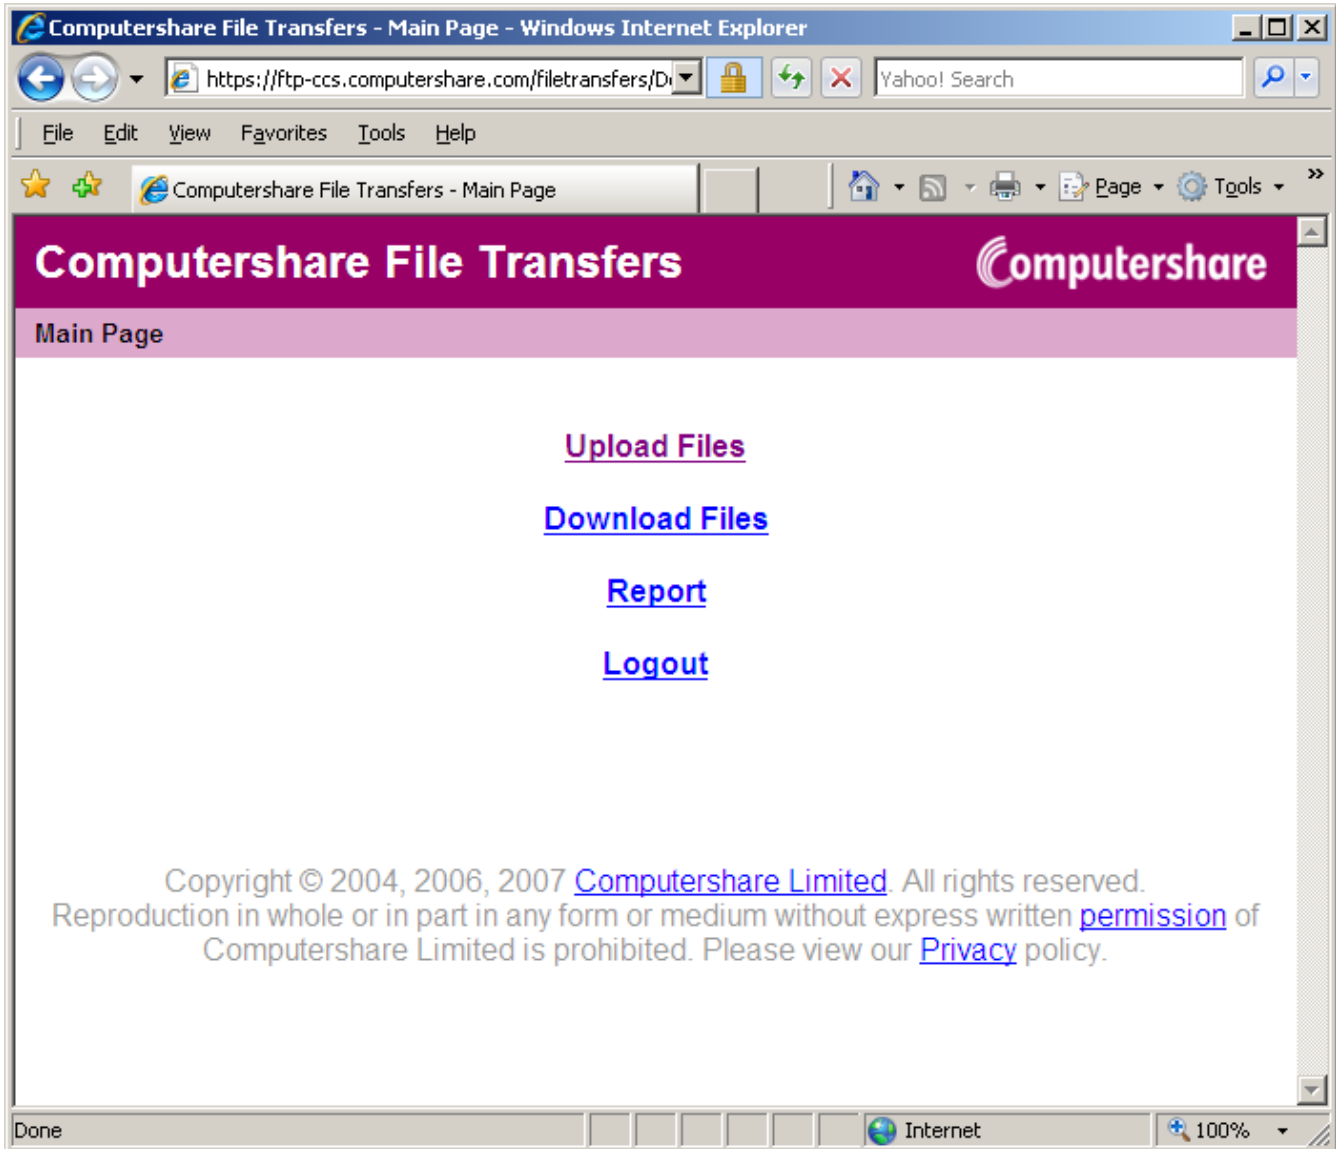 Computershare File Transfers - Main Page - Windows Internet Explorer
https://ftp-ccs.computershare.com/filetransfers/D
Yahoo! Search
File Edit View Favorites Tools Help
Computershare File Transfers - Main Page
Page Tools »
Computershare File Transfers
Computershare
Main Page
Upload Files
Download Files
Report
Logout
Copyright © 2004, 2006, 2007 Computershare Limited. All rights reserved.
Reproduction in whole or in part in any form or medium without express written permission of
Computershare Limited is prohibited. Please view our Privacy policy.
Done
Internet
100%